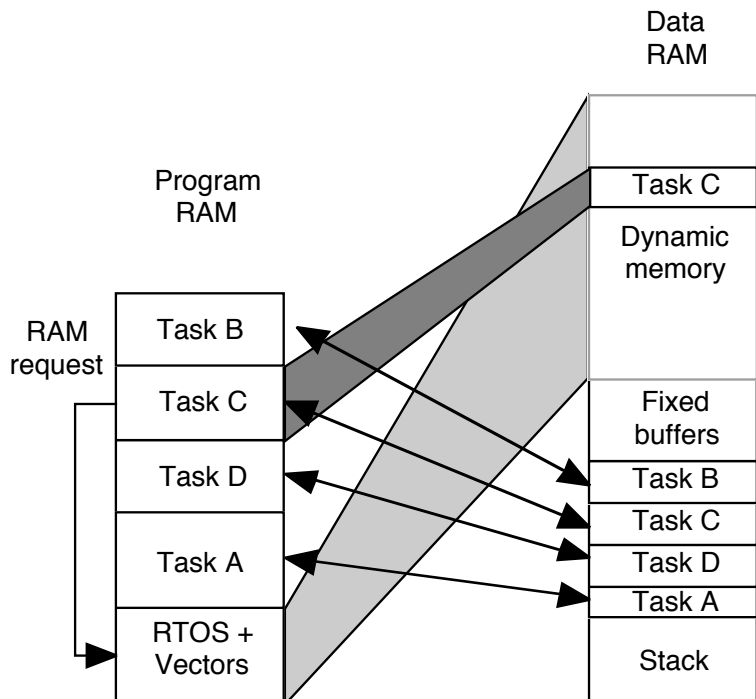 Data
RAM
Program
RAM
RAM
request
Task B
Task C
Task D
Task A
RTOS +
Vectors
Task C
Dynamic
memory
Fixed
buffers
Task B
Task C
Task D
Task A
Stack